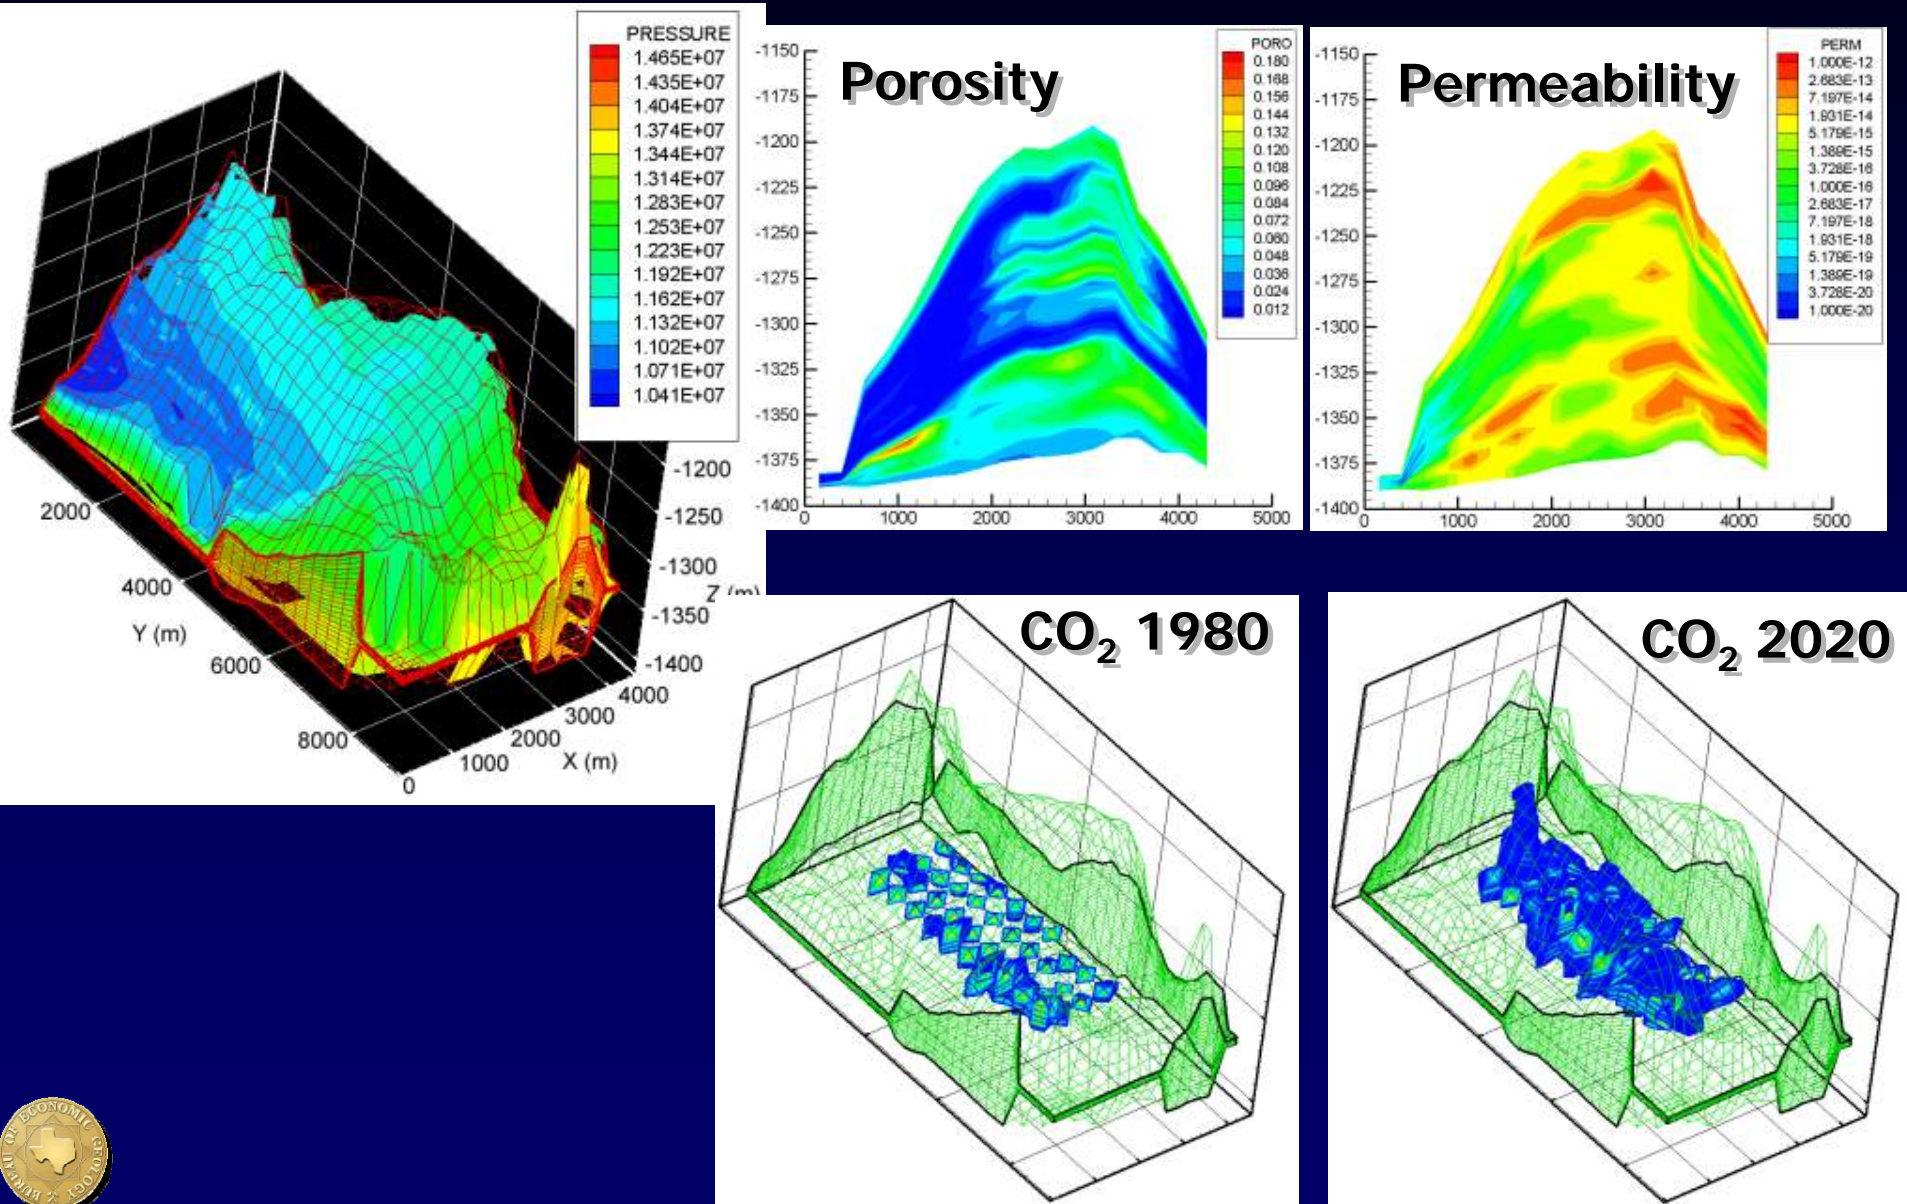 PRESSURE
1.465E+07
1.435E+07
1.404E+07
1.374E+07
1.344E+07
1.314E+07
1.283E+07
1.253E+07
1.223E+07
1.192E+07
1.162E+07
1.132E+07
1.102E+07
1.071E+07
1.041E+07
-1200
-1250
-1300
-1350
-1400
Z (m)
2000
4000
6000
8000
Y (m)
0
1000
2000
3000
4000
X (m)
Porosity
PORO
0.180
0.168
0.156
0.144
0.132
0.120
0.108
0.096
0.084
0.072
0.060
0.048
0.036
0.024
0.012
-1150
-1175
-1200
-1225
-1250
-1275
-1300
-1325
-1350
-1375
-1400
0 1000 2000 3000 4000 5000
Permeability
PERM
1.000E-12
2.683E-13
7.197E-14
1.931E-14
5.179E-15
1.389E-15
3.728E-16
1.000E-16
2.683E-17
7.197E-18
1.931E-18
5.179E-19
1.389E-19
3.728E-20
1.000E-20
-1150
-1175
-1200
-1225
-1250
-1275
-1300
-1325
-1350
-1375
-1400
0 1000 2000 3000 4000 5000
CO₂ 1980
CO₂ 2020
BUREAU OF ECONOMIC GEOLOGY